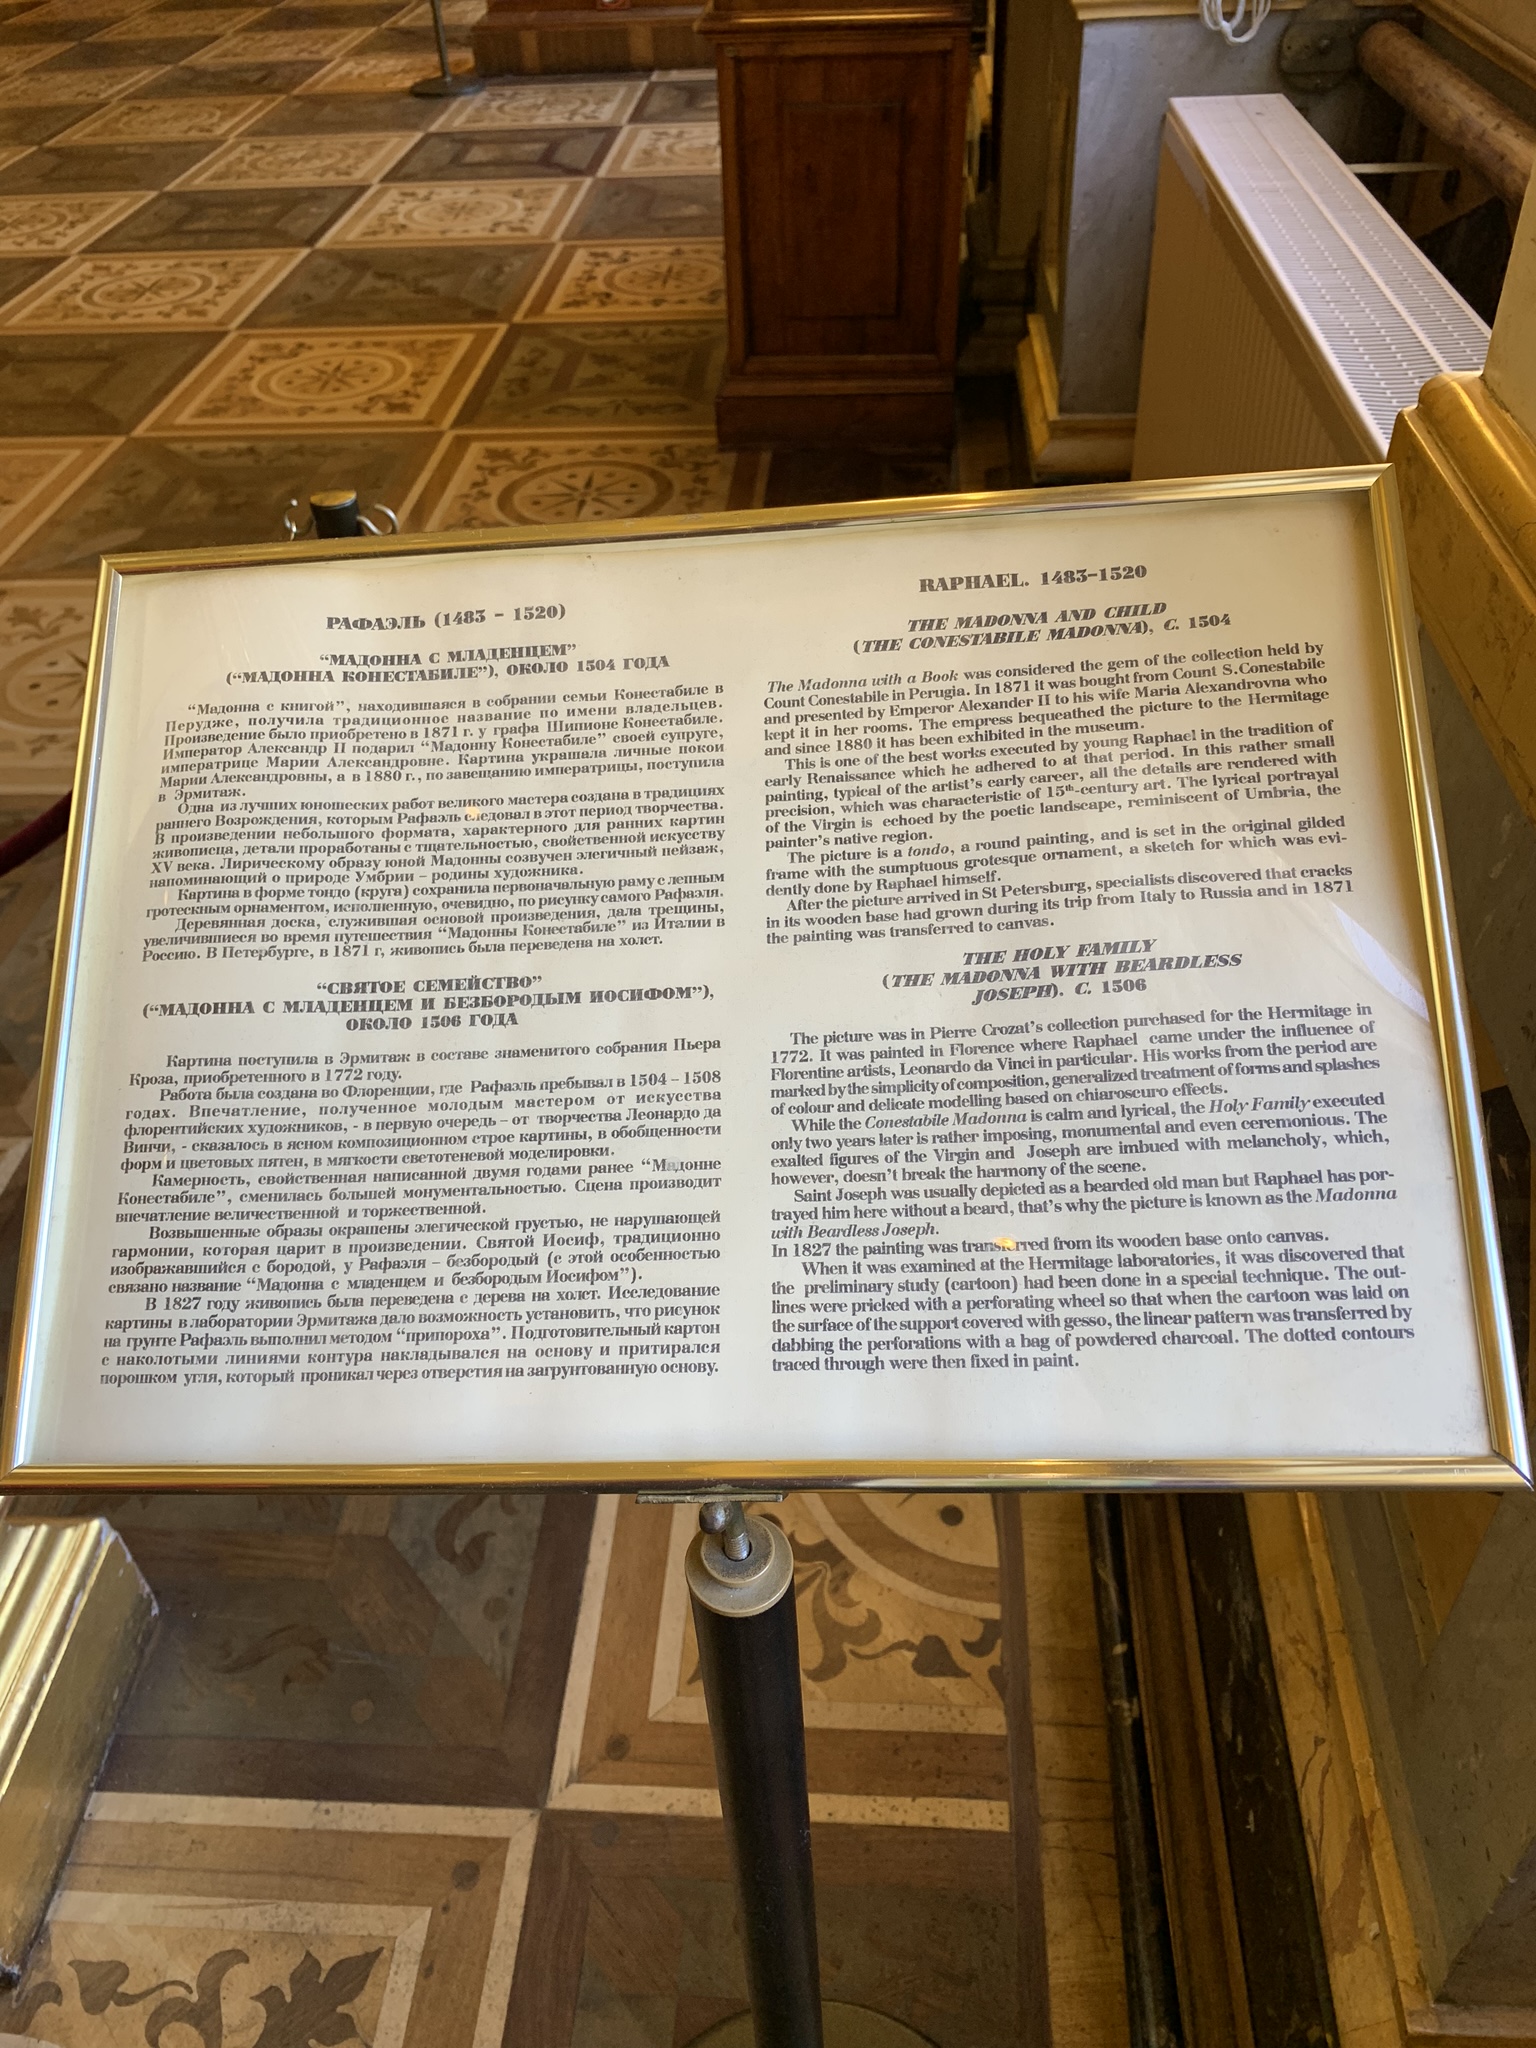 РАФАЭЛЬ (1483 – 1520)
“МАДОННА С МЛАДЕНЦЕМ”
(“МАДОННА КОНЕСТАБИЛЕ”), ОКОЛО 1504 ГОДА
“Мадонна с книгой”, находившаяся в собрании семьи Конестабиле в
Перудже, получила традиционное название по имени владельцев.
Произведение было приобретено в 1871 г. у графа Шипионе Конестабиле.
Император Александр II подарил “Мадонну Конестабиле” своей супруге,
императрице Марии Александровне. Картина украшала личные покои
Марии Александровны, а в 1880 г., по завещанию императрицы, поступила
в Эрмитаж.
Одна из лучших юношеских работ великого мастера создана в традициях
раннего Возрождения, которым Рафаэль следовал в этот период творчества.
В произведении небольшого формата, характерного для ранних картин
живописца, детали проработаны с тщательностью, свойственной искусству
XV века. Лирическому образу юной Мадонны созвучен элегичный пейзаж,
напоминающий о природе Умбрии – родины художника.
Картина в форме тондо (круга) сохранила первоначальную раму с лепным
гротескным орнаментом, исполненную, очевидно, по рисунку самого Рафаэля.
Деревянная доска, служившая основой произведения, дала трещины,
увеличившиеся во время путешествия “Мадонны Конестабиле” из Италии в
Россию. В Петербурге, в 1871 г, живопись была переведена на холст.
“СВЯТОЕ СЕМЕЙСТВО”
(“МАДОННА С МЛАДЕНЦЕМ И БЕЗБОРОДЫМ ИОСИФОМ”),
ОКОЛО 1506 ГОДА
Картина поступила в Эрмитаж в составе знаменитого собрания Пьера
Кроза, приобретенного в 1772 году.
Работа была создана во Флоренции, где Рафаэль пребывал в 1504 – 1508
годах. Впечатление, полученное молодым мастером от искусства
флорентийских художников, - в первую очередь – от творчества Леонардо да
Винчи, - сказалось в ясном композиционном строе картины, в обобщенности
форм и цветовых пятен, в мягкости светотеневой моделировки.
Камерность, свойственная написанной двумя годами ранее “Мадонне
Конестабиле”, сменилась большей монументальностью. Сцена производит
впечатление величественной и торжественной.
Возвышенные образы окрашены элегической грустью, не нарушающей
гармонии, которая царит в произведении. Святой Иосиф, традиционно
изображавшийся с бородой, у Рафаэля – безбородый (с этой особенностью
связано название “Мадонна с младенцем и безбородым Иосифом”).
В 1827 году живопись была переведена с дерева на холст. Исследование
картины в лаборатории Эрмитажа дало возможность установить, что рисунок
на грунте Рафаэль выполнил методом “припороха”. Подготовительный картон
с наколотыми линиями контура накладывался на основу и притирался
порошком угля, который проникал через отверстия на загрунтованную основу.
RAPHAEL. 1483–1520
THE MADONNA AND CHILD
(THE CONESTABILE MADONNA), C. 1504
The Madonna with a Book was considered the gem of the collection held by
Count Conestabile in Perugia. In 1871 it was bought from Count S.Conestabile
and presented by Emperor Alexander II to his wife Maria Alexandrovna who
kept it in her rooms. The empress bequeathed the picture to the Hermitage
and since 1880 it has been exhibited in the museum.
This is one of the best works executed by young Raphael in the tradition of
early Renaissance which he adhered to at that period. In this rather small
painting, typical of the artist's early career, all the details are rendered with
precision, which was characteristic of 15th-century art. The lyrical portrayal
of the Virgin is echoed by the poetic landscape, reminiscent of Umbria, the
painter's native region.
The picture is a tondo, a round painting, and is set in the original gilded
frame with the sumptuous grotesque ornament, a sketch for which was evi-
dently done by Raphael himself.
After the picture arrived in St Petersburg, specialists discovered that cracks
in its wooden base had grown during its trip from Italy to Russia and in 1871
the painting was transferred to canvas.
THE HOLY FAMILY
(THE MADONNA WITH BEARDLESS
JOSEPH). C. 1506
The picture was in Pierre Crozat's collection purchased for the Hermitage in
1772. It was painted in Florence where Raphael came under the influence of
Florentine artists, Leonardo da Vinci in particular. His works from the period are
marked by the simplicity of composition, generalized treatment of forms and splashes
of colour and delicate modelling based on chiaroscuro effects.
While the Conestabile Madonna is calm and lyrical, the Holy Family executed
only two years later is rather imposing, monumental and even ceremonious. The
exalted figures of the Virgin and Joseph are imbued with melancholy, which,
however, doesn't break the harmony of the scene.
Saint Joseph was usually depicted as a bearded old man but Raphael has por-
trayed him here without a beard, that's why the picture is known as the Madonna
with Beardless Joseph.
In 1827 the painting was transferred from its wooden base onto canvas.
When it was examined at the Hermitage laboratories, it was discovered that
the preliminary study (cartoon) had been done in a special technique. The out-
lines were pricked with a perforating wheel so that when the cartoon was laid on
the surface of the support covered with gesso, the linear pattern was transferred by
dabbing the perforations with a bag of powdered charcoal. The dotted contours
traced through were then fixed in paint.